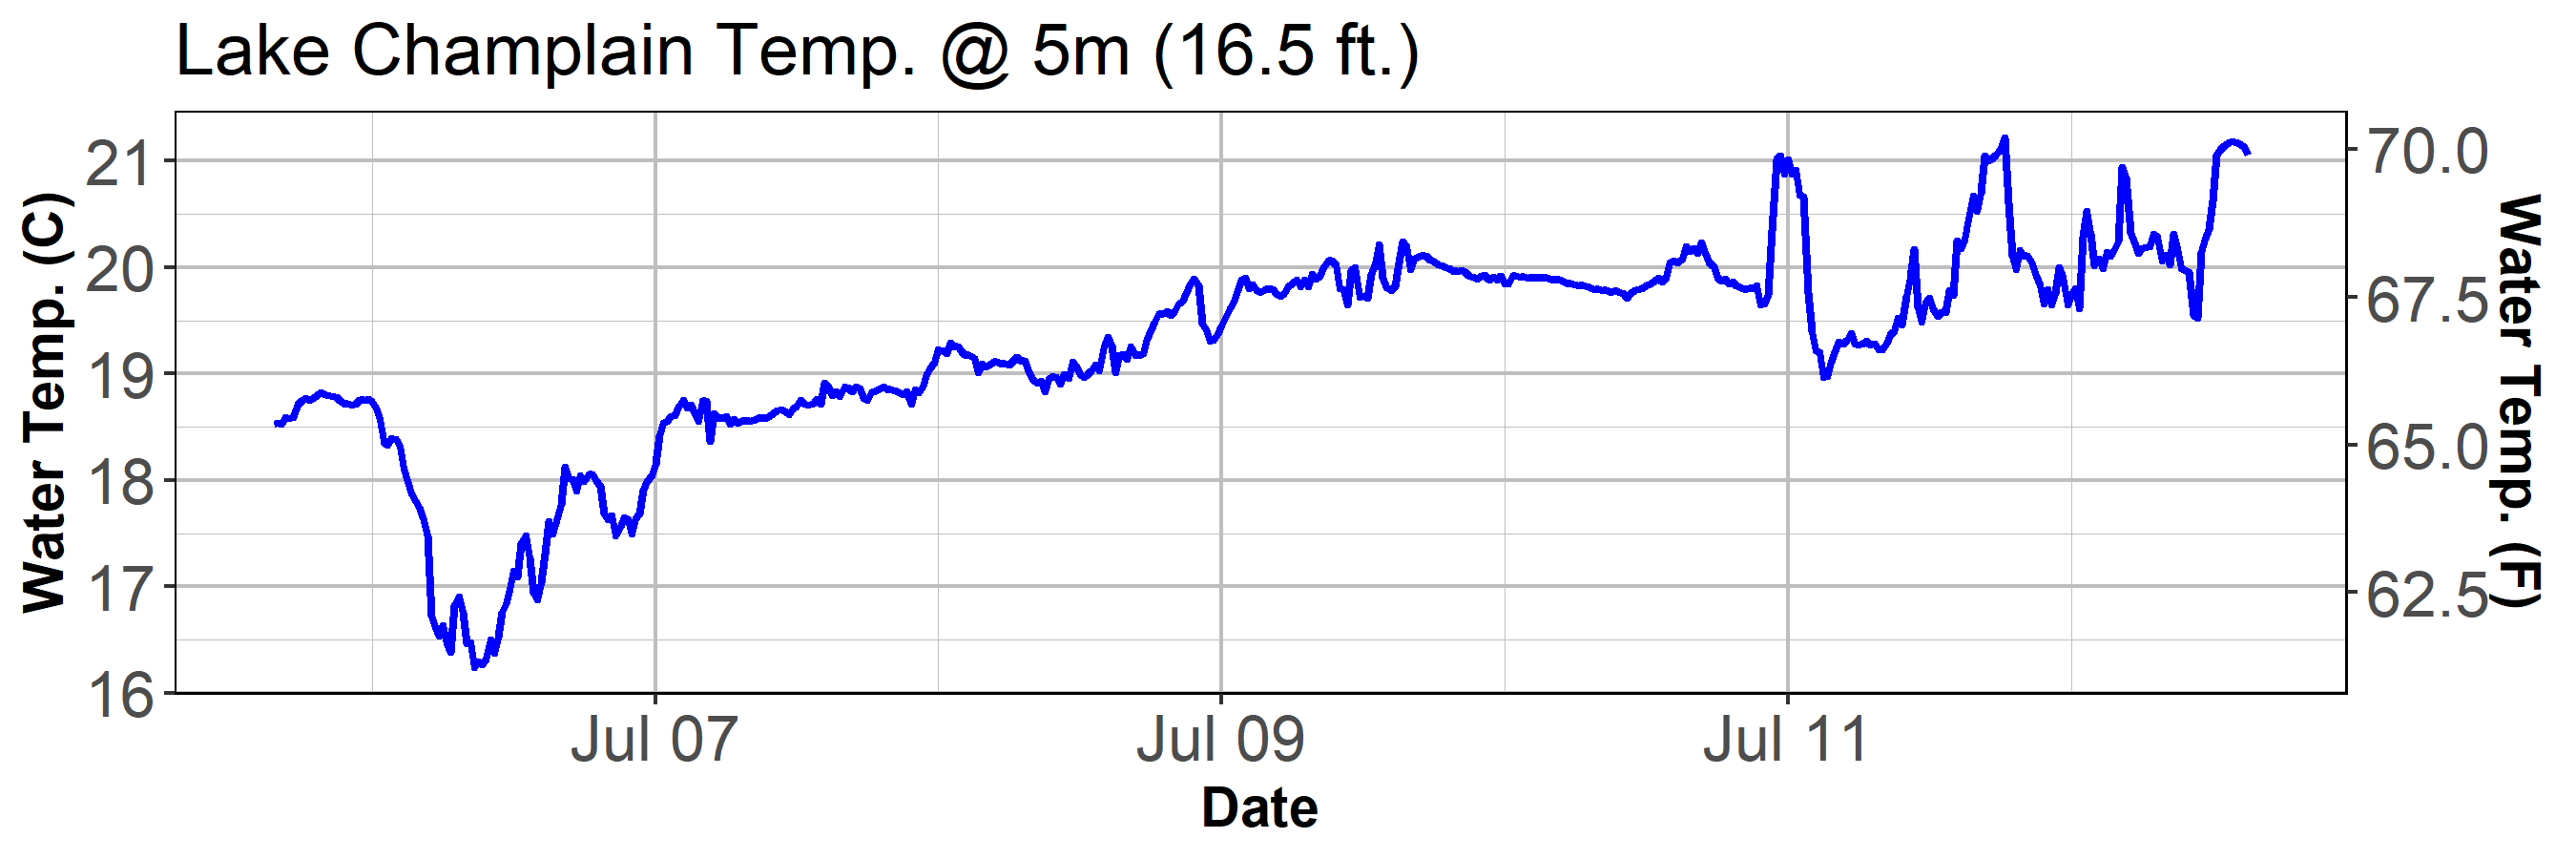 Lake Champlain Temp. @ 5m (16.5 ft.)
Water Temp. (C)
21
20
19
18
17
16
70.0
67.5
65.0
62.5
Water Temp. (F)
Jul 07 Jul 09 Jul 11
Date